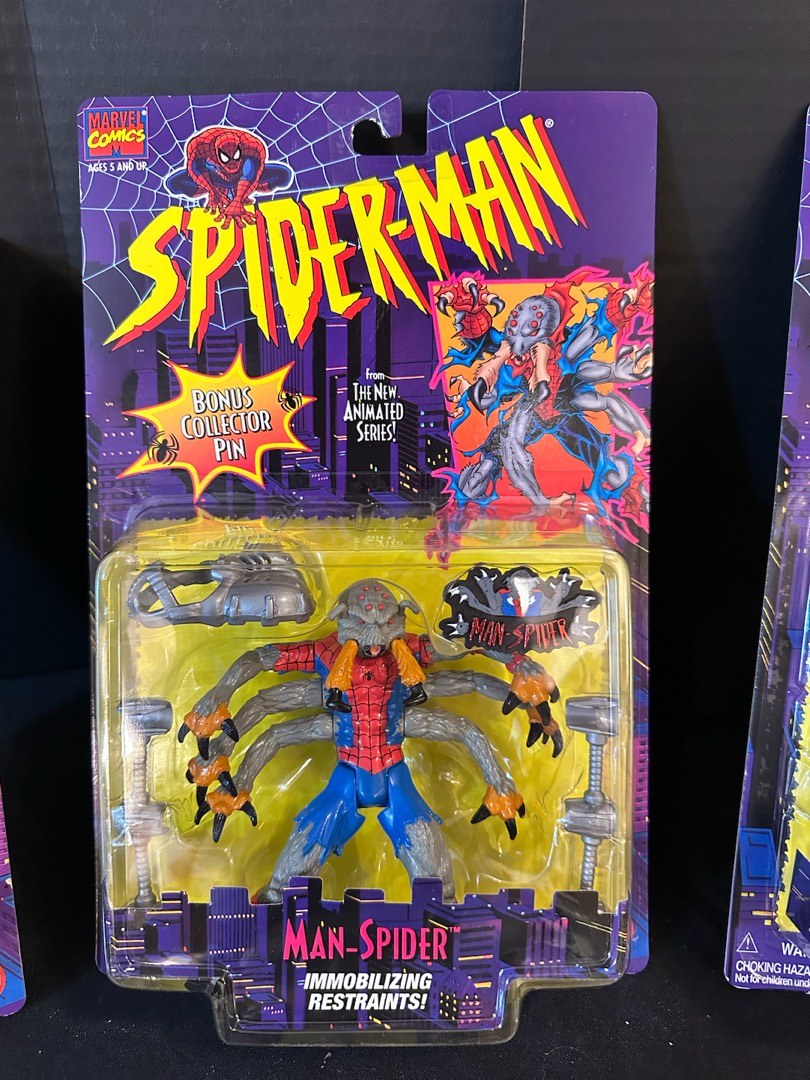 MARVEL
COMICS
M
AGES 5 AND UP
SPIDER-MAN®
BONUS
COLLECTOR
PIN
from
THE NEW
ANIMATED
SERIES!
MAN-SPIDER
MAN-SPIDER™
IMMOBILIZING
RESTRAINTS!
CHOKING HAZA
Not for children und